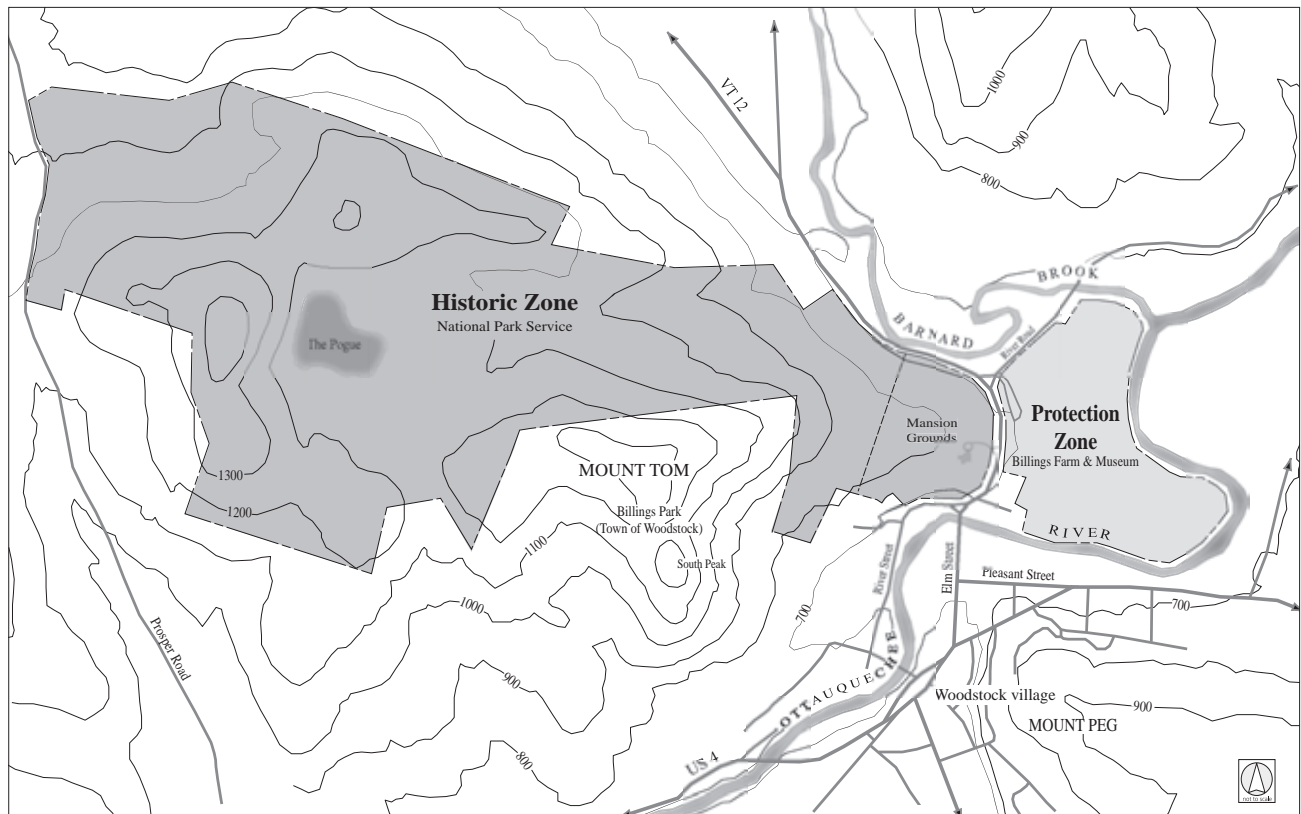 1000
VT 12
900
800
BROOK
Historic Zone
National Park Service
BARNARD
River Road
The Pogue
Mansion
Grounds
Protection
Zone
Billings Farm & Museum
MOUNT TOM
1300
Billings Park
(Town of Woodstock)
1200
RIVER
1100
South Peak
River Street
Elm Street
Pleasant Street
1000
700
700
Prosper Road
900
OTTAUQUECHEE
Woodstock village
900
MOUNT PEG
800
US 4
not to scale